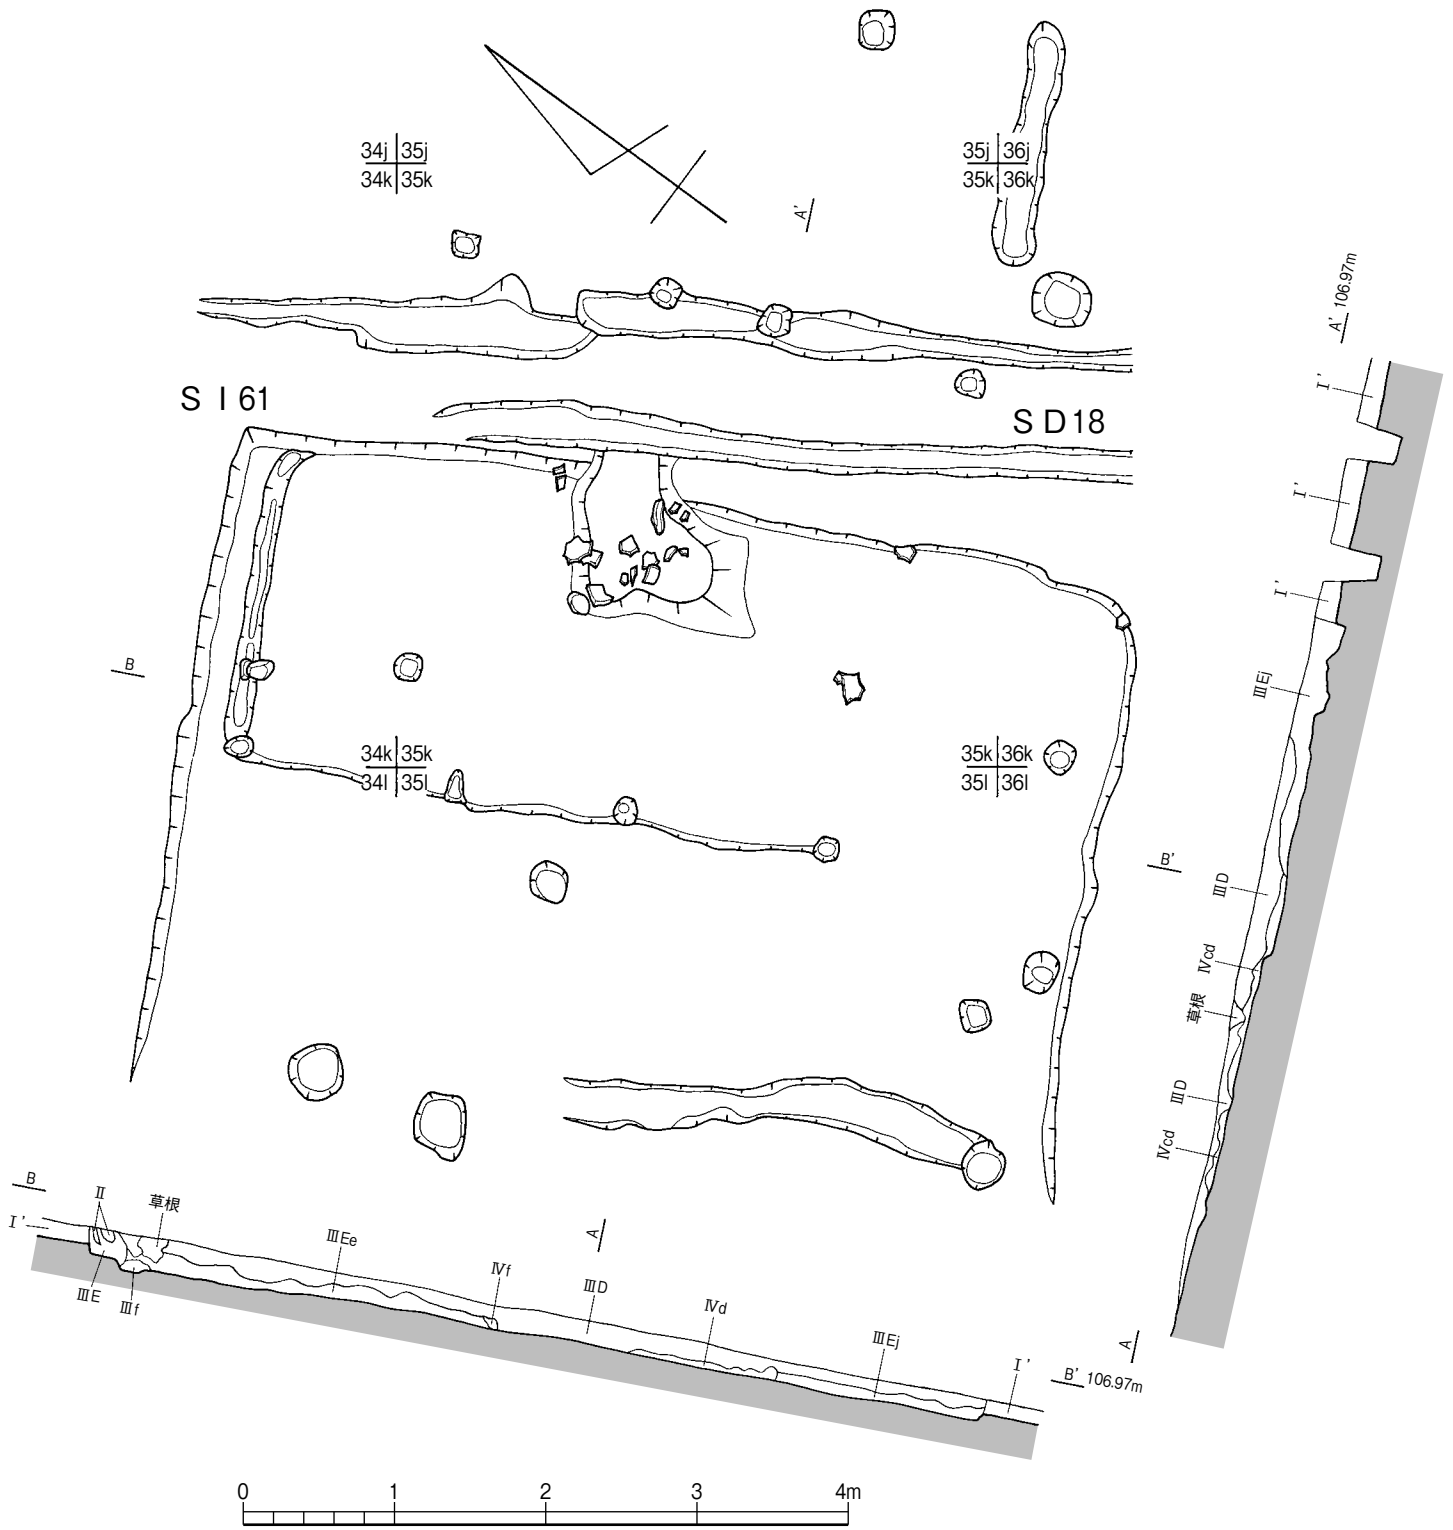 34j 35j
34k 35k
35j 36j
35k 36k
A'
A' 106.97m
S I 61
S D 18
I'
I'
I'
B
34k 35k
34l 35l
35k 36k
35l 36l
ⅢEj
B'
ⅢD
Ⅳcd
草根
ⅢD
Ⅳcd
B
Ⅱ
草根
I'
ⅢEe
A
Ⅳf
ⅢD
ⅢE
Ⅲf
Ⅳd
ⅢEj
I'
A
B' 106.97m
0 1 2 3 4m